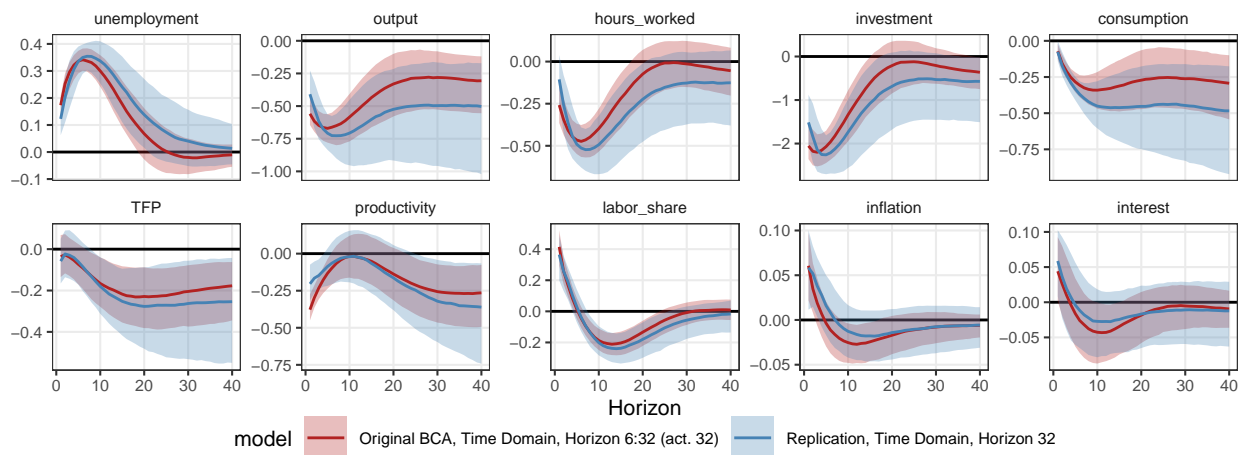 unemployment output hours_worked investment consumption
0.4 0.3 0.2 0.1 0.0 −0.1
0.00 −0.25 −0.50 −0.75 −1.00
0.00 −0.25 −0.50
0 −1 −2
0.00 −0.25 −0.50 −0.75
TFP productivity labor_share inflation interest
0.0 −0.2 −0.4
0.00 −0.25 −0.50 −0.75
0.4 0.2 0.0 −0.2
0.10 0.05 0.00 −0.05
0.10 0.05 0.00 −0.05
0 10 20 30 40 0 10 20 30 40 0 10 20 30 40 0 10 20 30 40 0 10 20 30 40
Horizon
model Original BCA, Time Domain, Horizon 6:32 (act. 32) Replication, Time Domain, Horizon 32